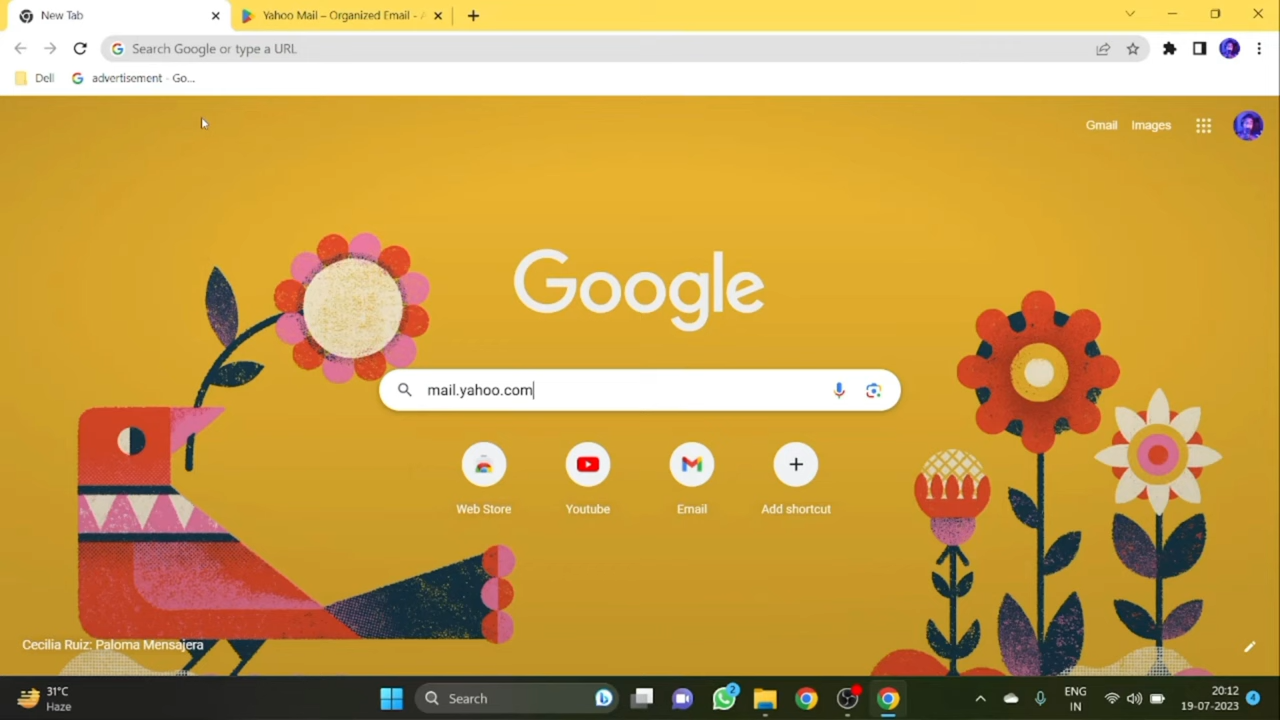 New Tab
Yahoo Mail – Organized Email - A
Search Google or type a URL
Dell
advertisement - Go...
Gmail Images
Google
mail.yahoo.com
Web Store
Youtube
Email
Add shortcut
Cecilia Ruiz: Paloma Mensajera
31°C
Haze
Search
2
ENG
IN
20:12
19-07-2023
4